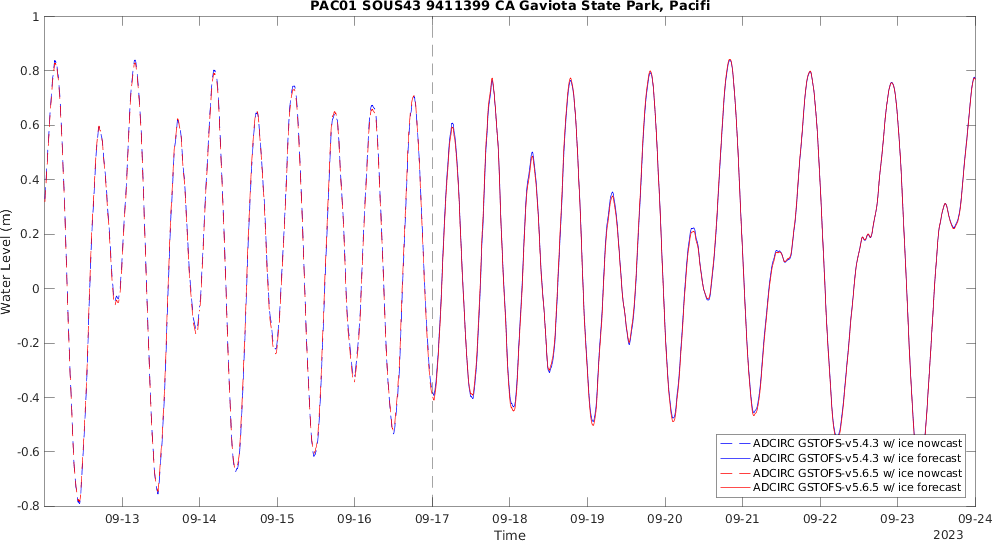 PAC01 SOUS43 9411399 CA Gaviota State Park, Pacifi
1
0.8
0.6
0.4
0.2
0
-0.2
-0.4
-0.6
-0.8
Water Level (m)
ADCIRC GSTOFS-v5.4.3 w/ ice nowcast
ADCIRC GSTOFS-v5.4.3 w/ ice forecast
ADCIRC GSTOFS-v5.6.5 w/ ice nowcast
ADCIRC GSTOFS-v5.6.5 w/ ice forecast
09-13 09-14 09-15 09-16 09-17 09-18 09-19 09-20 09-21 09-22 09-23 09-24
Time
2023